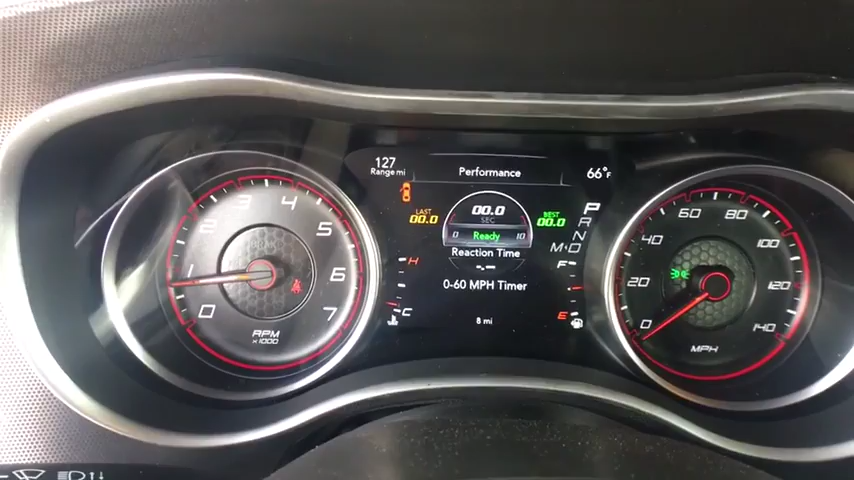 127
Range mi
Performance
66°F
LAST
00.0
00.0
SEC
0 Ready 10
BEST
00.0
Reaction Time
-.--
0-60 MPH Timer
8 mi
P
R
N
M/D
H
C
F
E
0
1
2
3
4
5
6
7
RPM
x1000
0
20
40
60
80
100
120
140
MPH